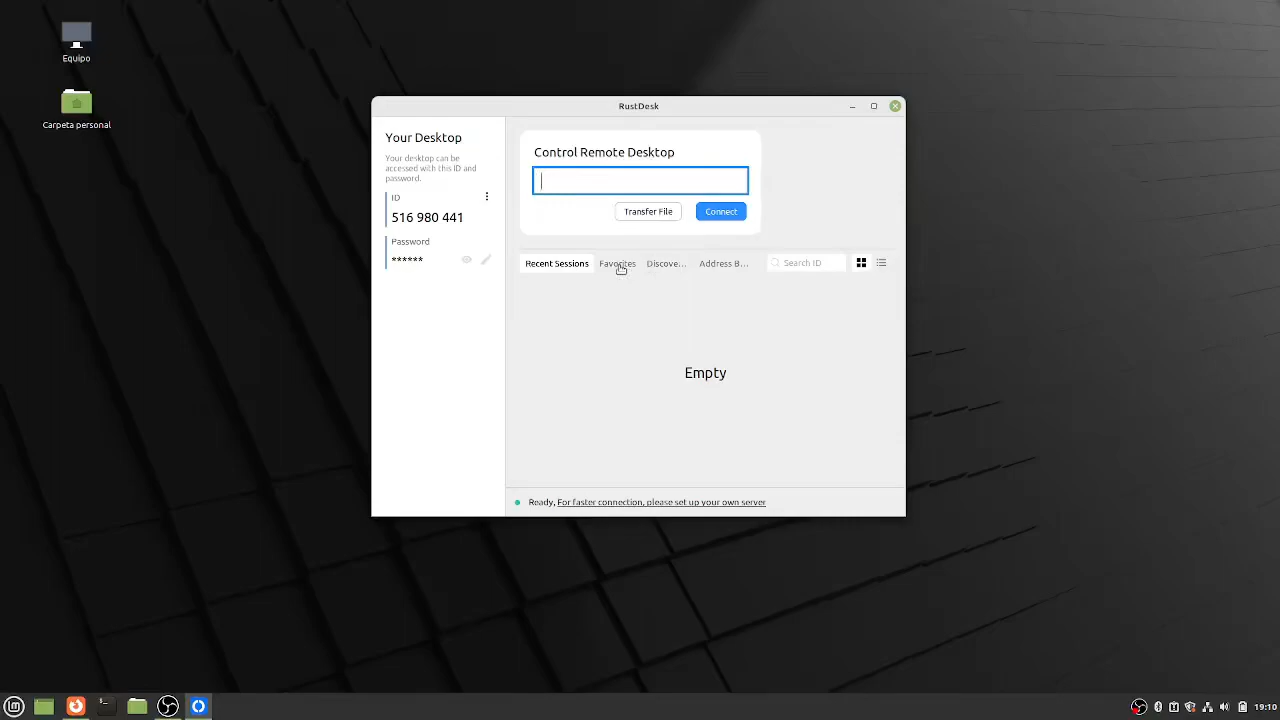 Equipo
Carpeta personal
RustDesk
Your Desktop
Your desktop can be
accessed with this ID and
password.
ID
516 980 441
Password
******
Control Remote Desktop
Transfer File
Connect
Recent Sessions
Favorites
Discove...
Address B...
Search ID
Empty
Ready, For faster connection, please set up your own server
19:10